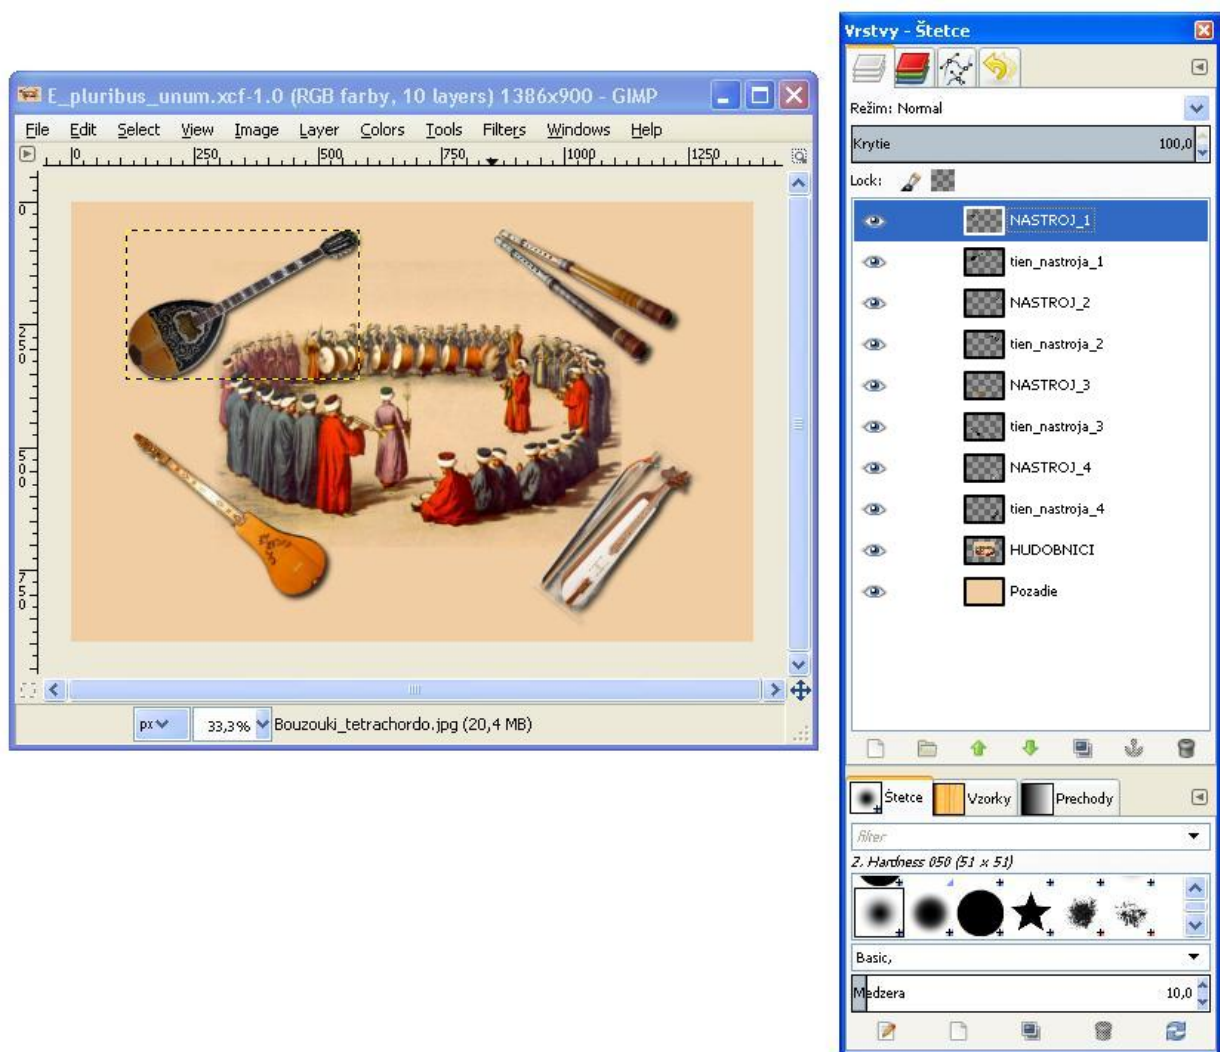 E_pluribus_unum.xcf-1.0 (RGB farby, 10 layers) 1386x900 - GIMP
File Edit Select View Image Layer Colors Tools Filters Windows Help
0 250 500 750 1000 1250
0
250
500
750
px 33,3% Bouzouki_tetrachordo.jpg (20,4 MB)
Vrstvy - Štetce
Režim: Normal
Krytie 100,0
Lock:
NASTROJ_1
tien_nastroja_1
NASTROJ_2
tien_nastroja_2
NASTROJ_3
tien_nastroja_3
NASTROJ_4
tien_nastroja_4
HUDOBNICI
Pozadie
Štetce Vzorky Prechody
filter
2. Hardness 050 (51 x 51)
Basic,
Medzera 10,0